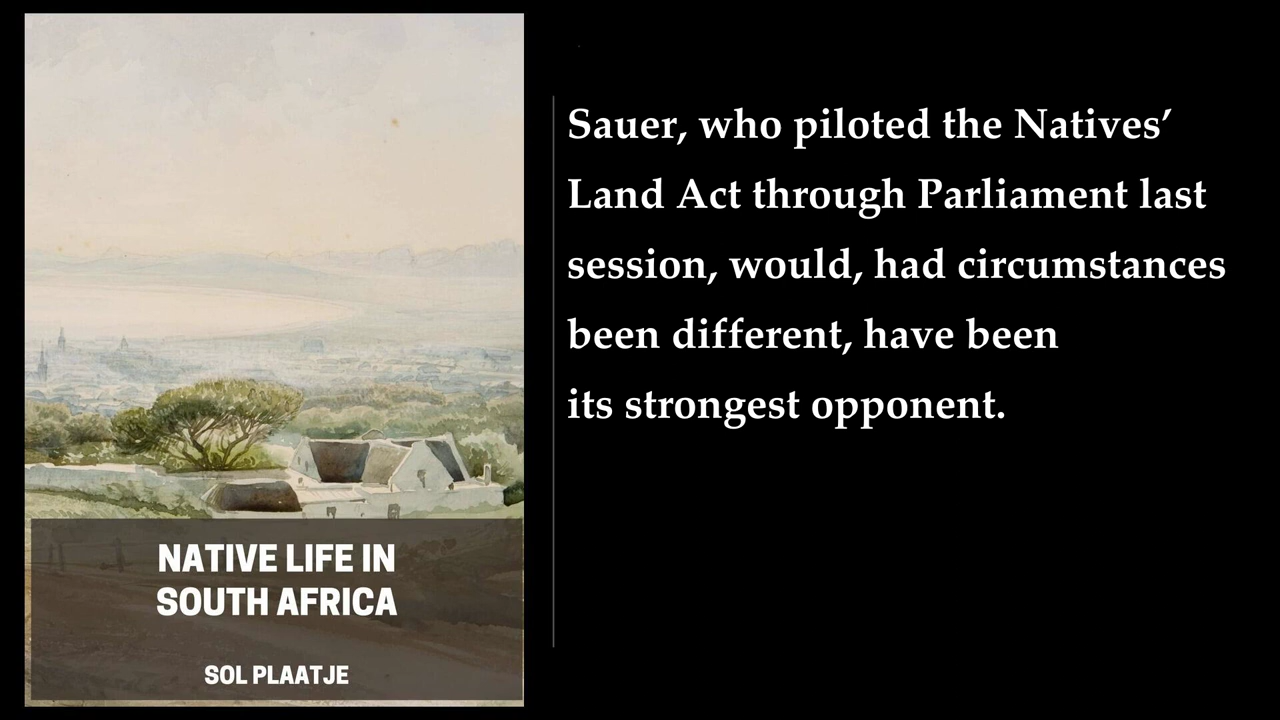 NATIVE LIFE IN
SOUTH AFRICA
SOL PLAATJE
Sauer, who piloted the Natives’
Land Act through Parliament last
session, would, had circumstances
been different, have been
its strongest opponent.